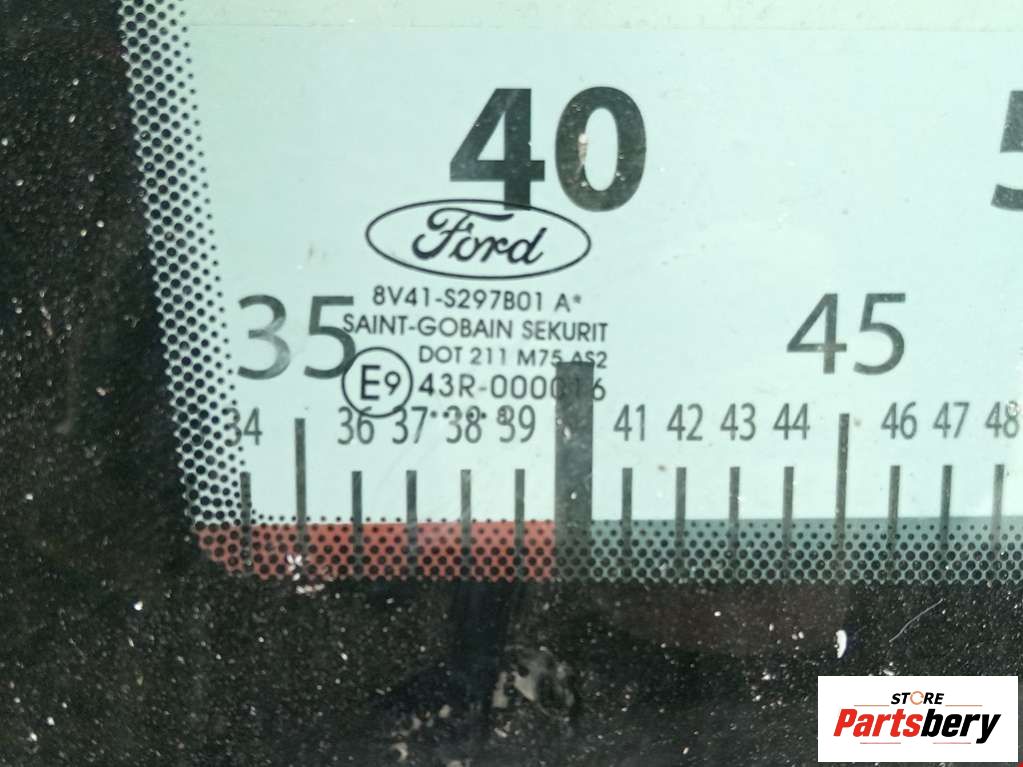 40
Ford
8V41-S297B01 A*
35
SAINT-GOBAIN SEKURIT
45
DOT 211 M75 AS2
E9 43R-000016
34 36 37 38 39 41 42 43 44 46 47 48
STORE
Partsbery